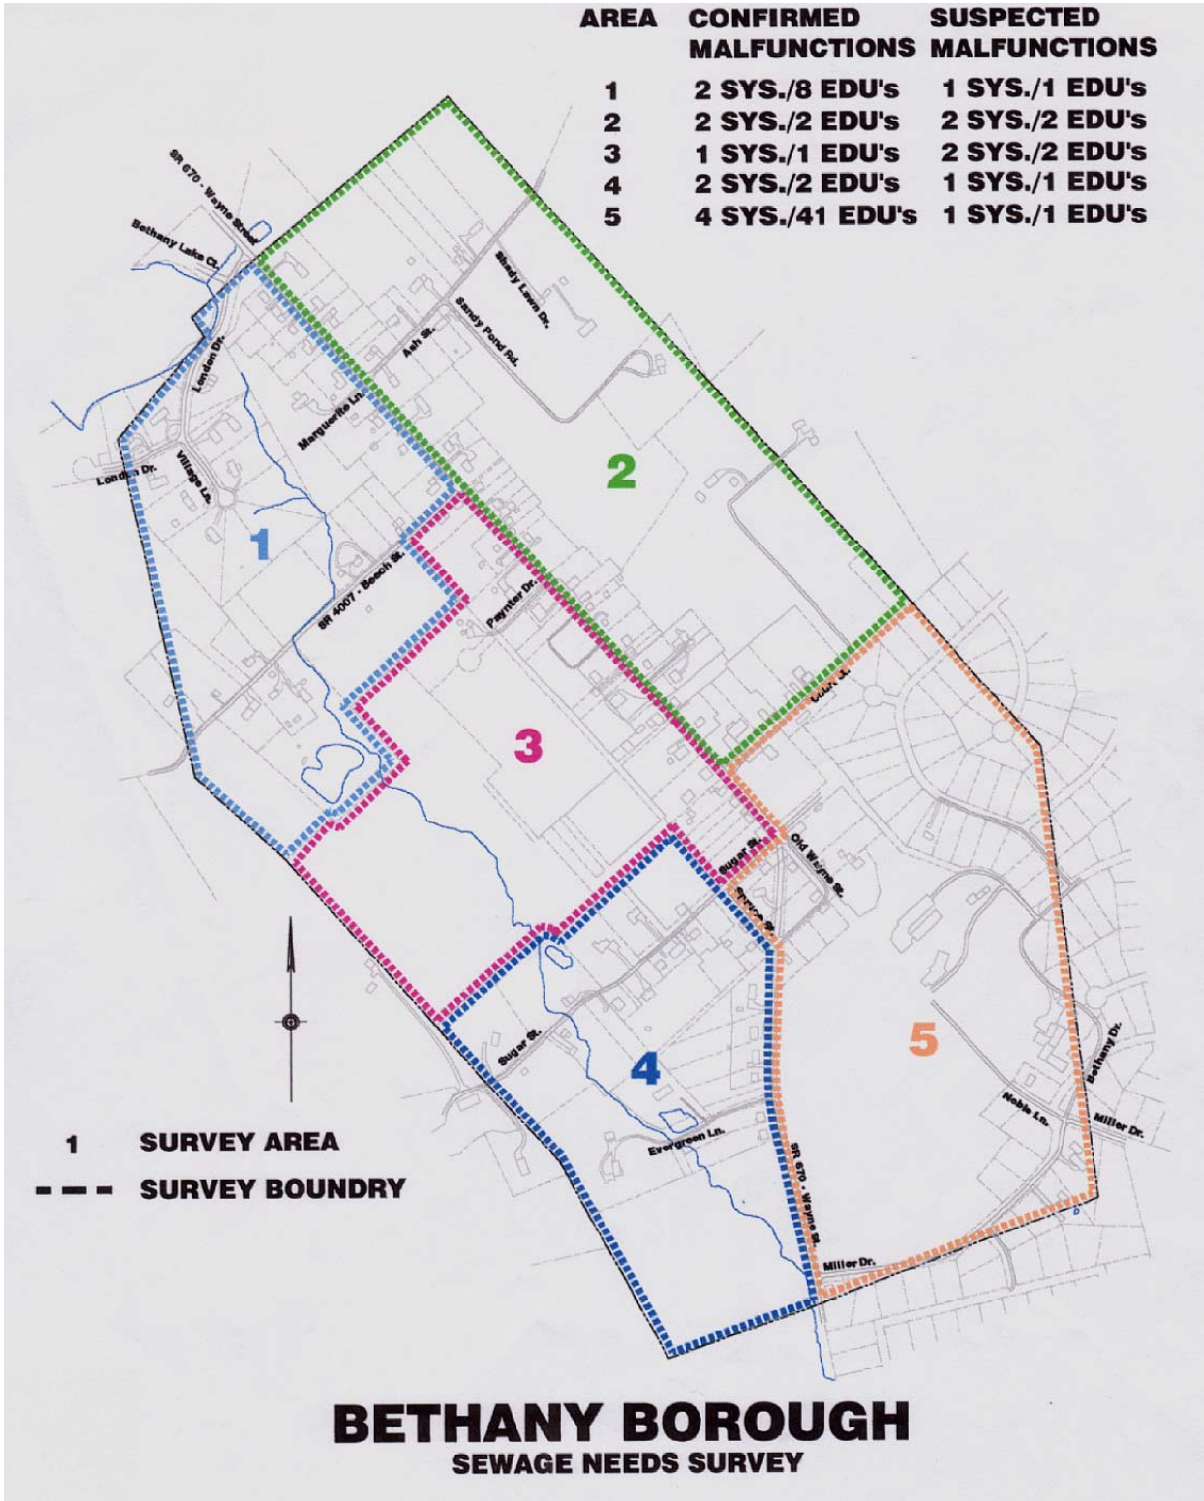 AREA CONFIRMED SUSPECTED
MALFUNCTIONS MALFUNCTIONS
1 2 SYS./8 EDU's 1 SYS./1 EDU's
2 2 SYS./2 EDU's 2 SYS./2 EDU's
3 1 SYS./1 EDU's 2 SYS./2 EDU's
4 2 SYS./2 EDU's 1 SYS./1 EDU's
5 4 SYS./41 EDU's 1 SYS./1 EDU's
SR 670 - Wayne Street
Bethany Lake Ct.
Shady Lawn Dr.
Sandy Pond Rd.
Ash St.
London Dr.
Marguerite Ln.
London Dr.
Village Ln.
2
1
SR 4007 - Beech St.
Paynter Dr.
Court St.
3
Sugar St.
Old Wayne St.
Sugar St.
4
5
Bethany Dr.
Noble Ln.
Miller Dr.
Evergreen Ln.
SR 670 - Wayne St.
Miller Dr.
1 SURVEY AREA
SURVEY BOUNDRY
BETHANY BOROUGH
SEWAGE NEEDS SURVEY